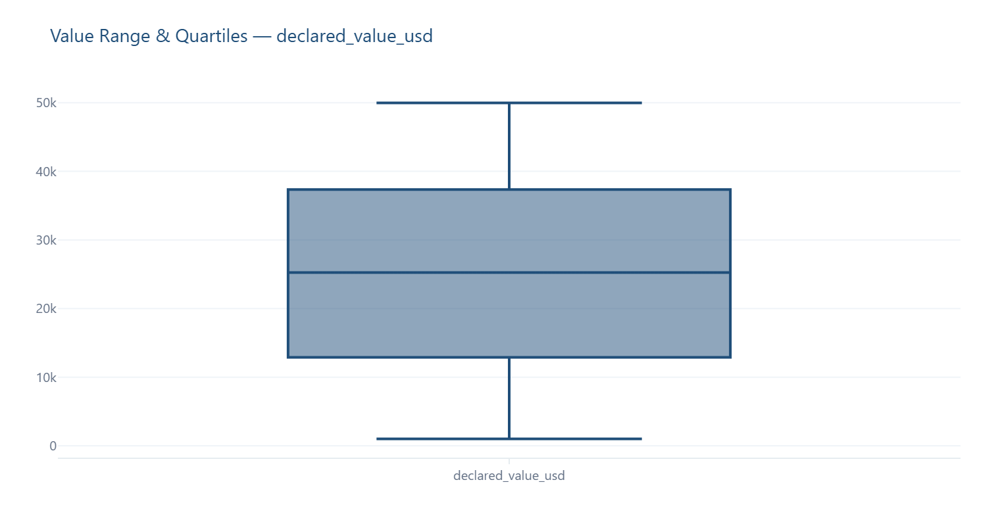 Value Range & Quartiles — declared_value_usd
50k
40k
30k
20k
10k
0
declared_value_usd